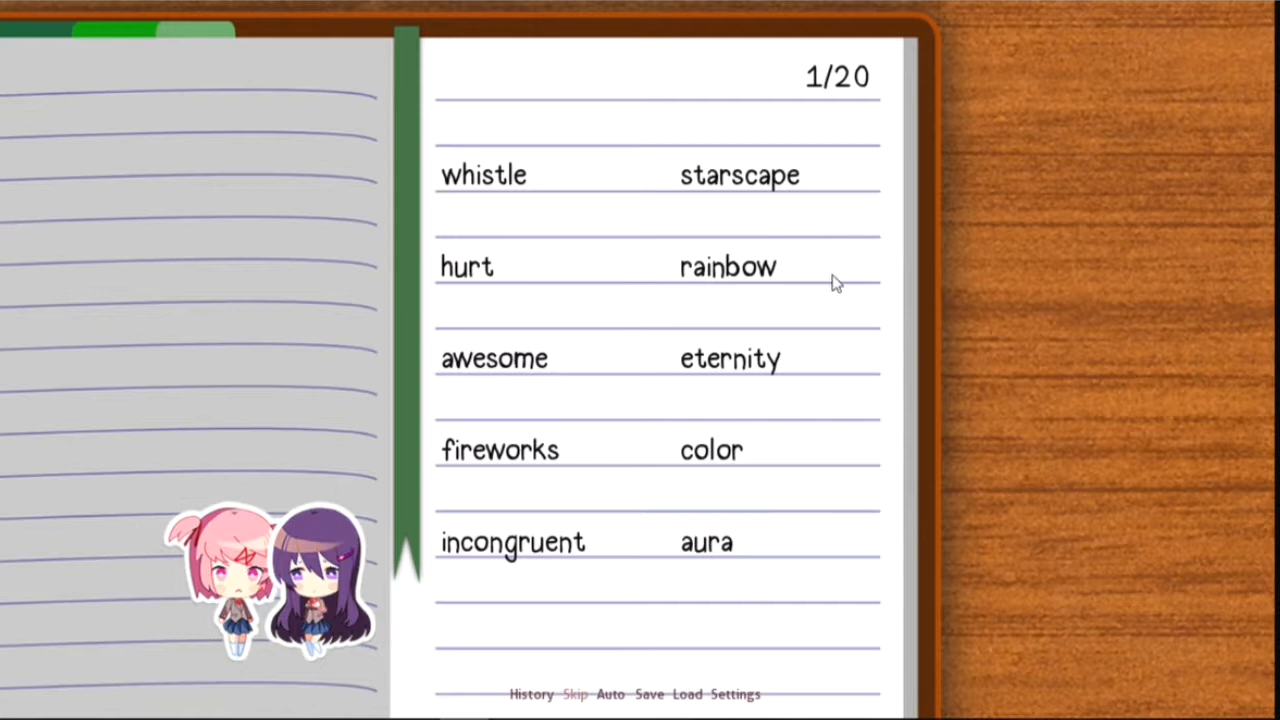 1/20
whistle starscape
hurt rainbow
awesome eternity
fireworks color
incongruent aura
History Skip Auto Save Load Settings